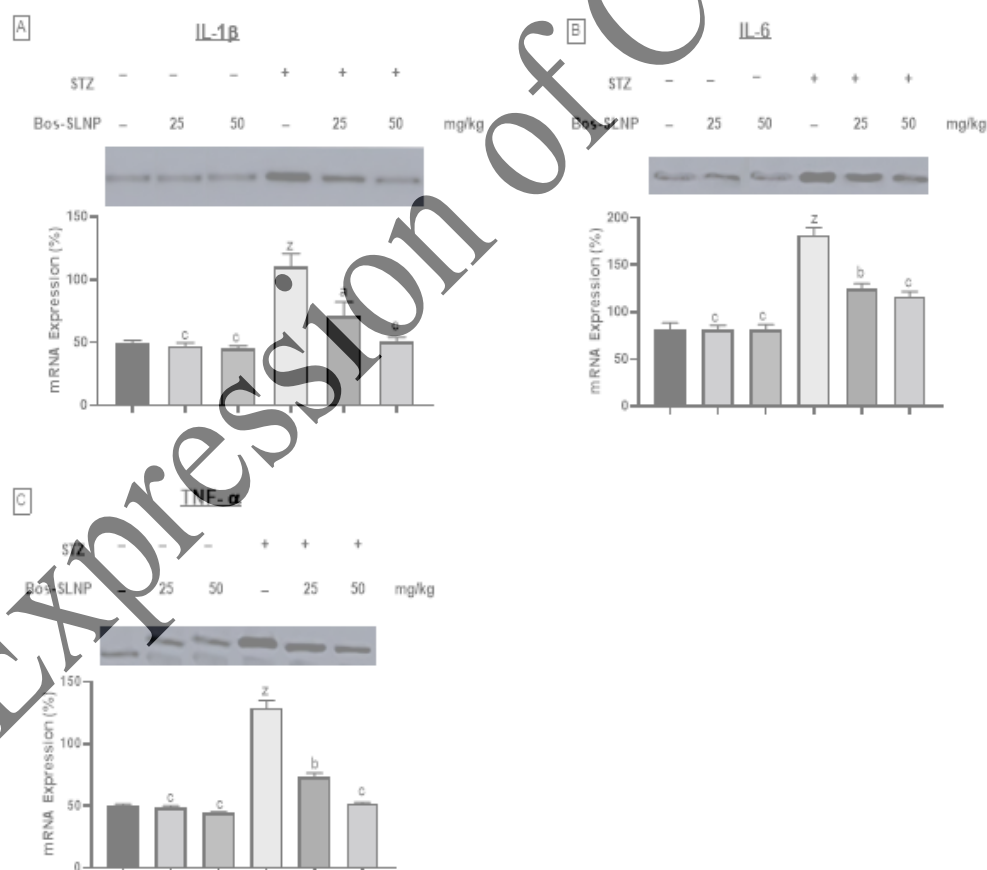 A
IL-1β
STZ – – – + + +
Bos-SLNP – 25 50 – 25 50 mg/kg
mRNA Expression (%)
150
100
50
0
c c z a c
B
IL-6
STZ – – – + + +
Bos-SLNP – 25 50 – 25 50 mg/kg
mRNA Expression (%)
200
150
100
50
0
c c z b c
C
TNF- α
STZ – – – + + +
Bos-SLNP – 25 50 – 25 50 mg/kg
mRNA Expression (%)
150
100
50
0
c c z b c
Expression of C